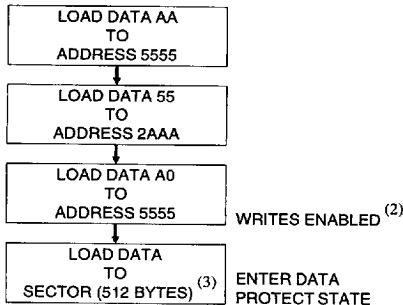 LOAD DATA AA
TO
ADDRESS 5555
LOAD DATA 55
TO
ADDRESS 2AAA
LOAD DATA A0
TO
ADDRESS 5555
WRITES ENABLED (2)
LOAD DATA
TO
SECTOR (512 BYTES) (3)
ENTER DATA
PROTECT STATE